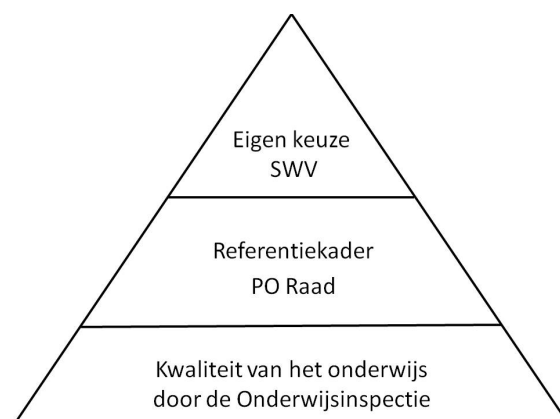 Eigen keuze
SWV
Referentiekader
PO Raad
Kwaliteit van het onderwijs
door de Onderwijsinspectie